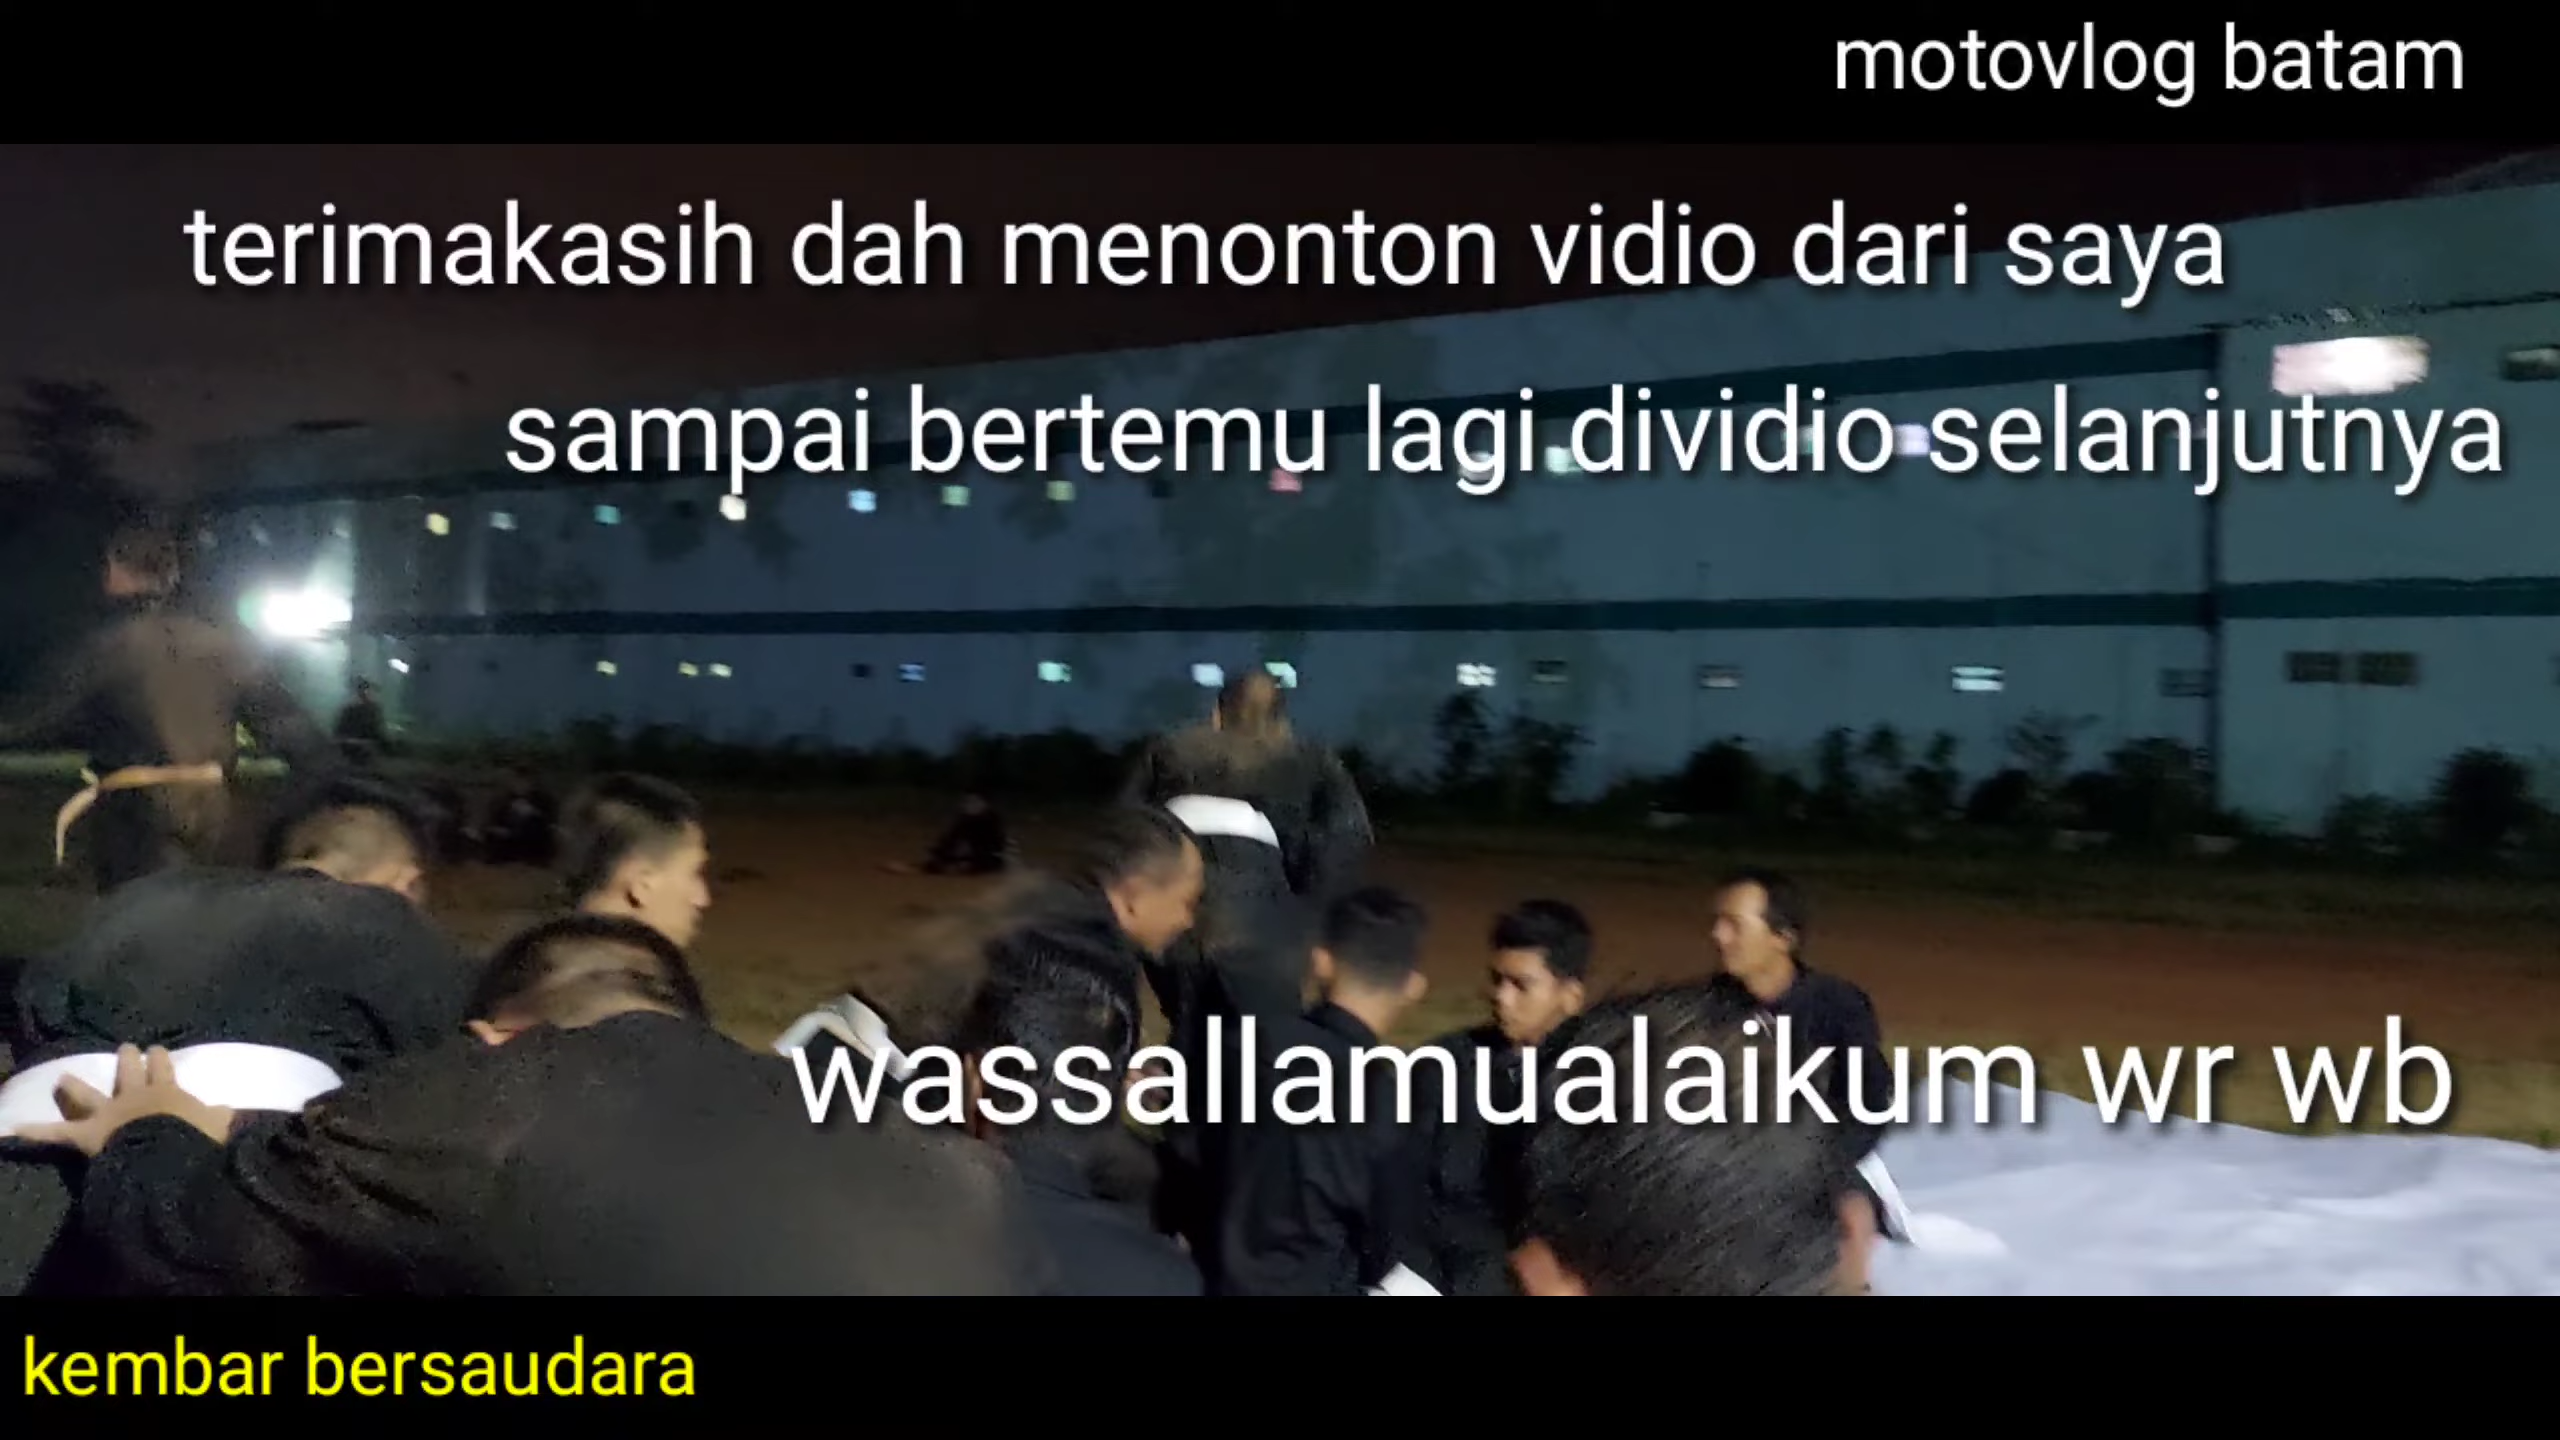 motovlog batam
terimakasih dah menonton vidio dari saya
sampai bertemu lagi dividio selanjutnya
wassallamualaikum wr wb
kembar bersaudara